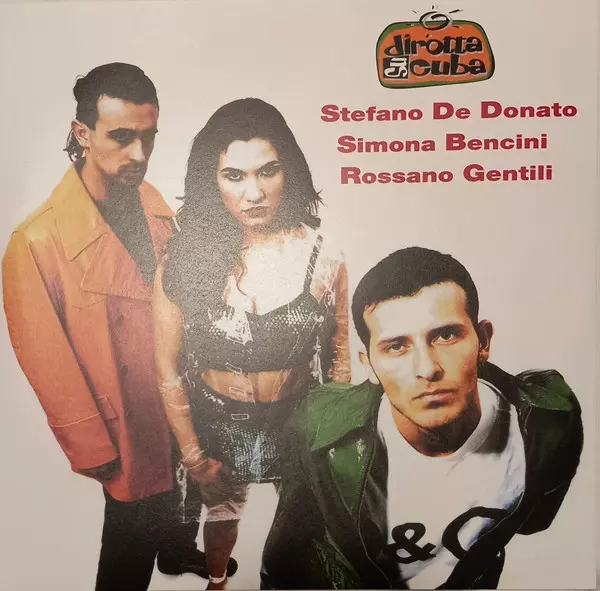 dirotta
su cuba
Stefano De Donato
Simona Bencini
Rossano Gentili
& C